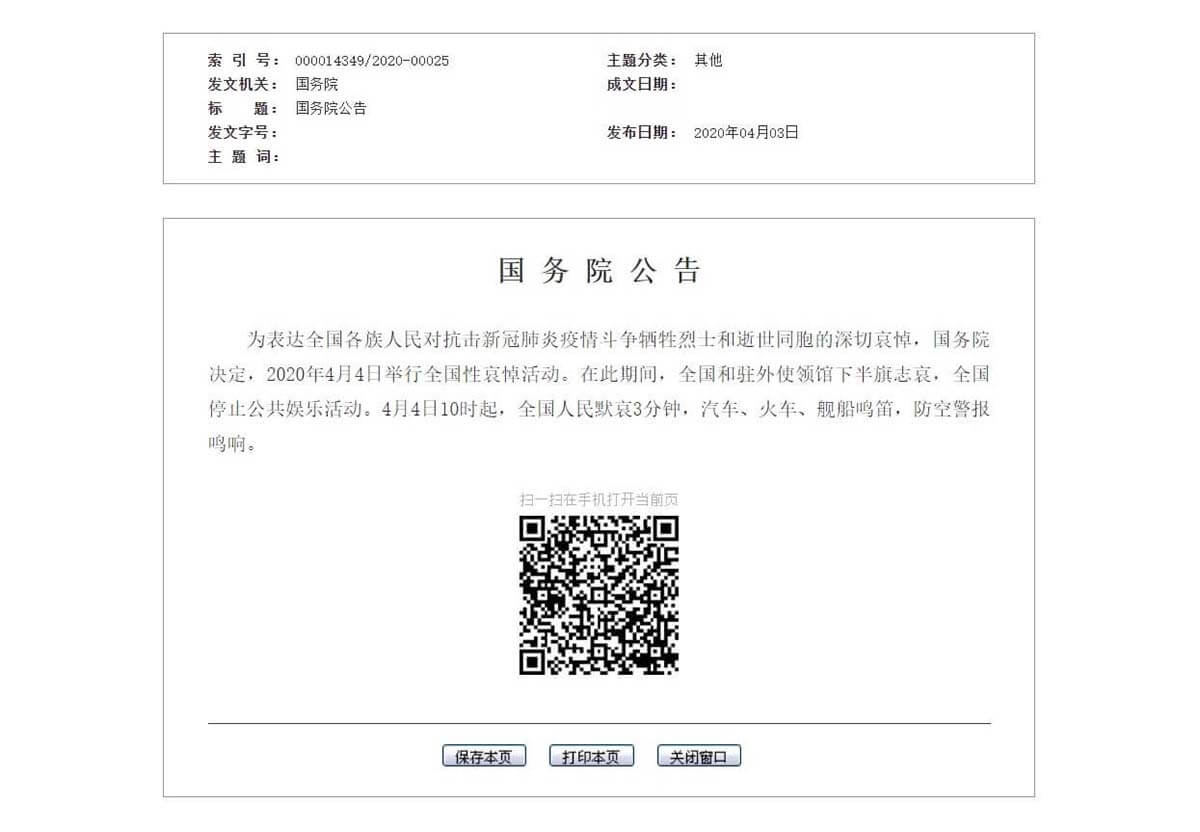 索 引 号： 000014349/2020-00025 主题分类： 其他
发文机关： 国务院 成文日期：
标 题： 国务院公告
发文字号： 发布日期： 2020年04月03日
主 题 词：
国务院公告
为表达全国各族人民对抗击新冠肺炎疫情斗争牺牲烈士和逝世同胞的深切哀悼，国务院
决定，2020年4月4日举行全国性哀悼活动。在此期间，全国和驻外使领馆下半旗志哀，全国
停止公共娱乐活动。4月4日10时起，全国人民默哀3分钟，汽车、火车、舰船鸣笛，防空警报
鸣响。
扫一扫在手机打开当前页
保存本页 打印本页 关闭窗口